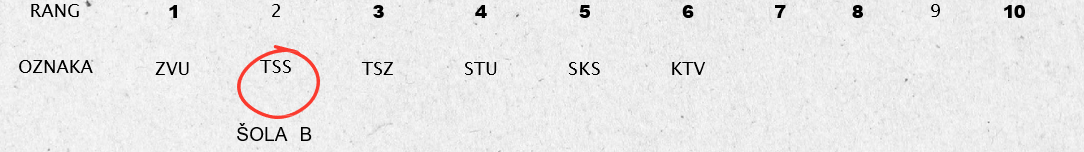 RANG 1 2 3 4 5 6 7 8 9 10
OZNAKA ZVU TSS TSZ STU SKS KTV
ŠOLA B